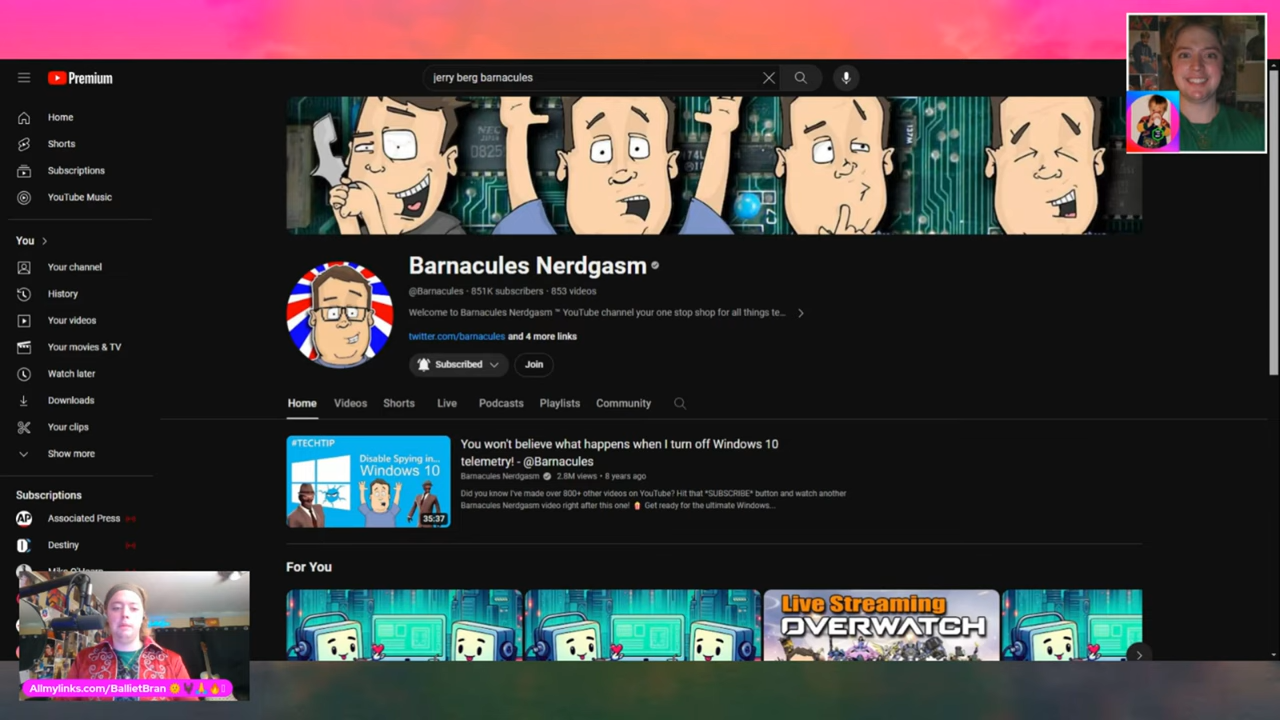 Premium
jerry berg barnacules
Home
Shorts
Subscriptions
YouTube Music
You
Your channel
History
Your videos
Your movies & TV
Watch later
Downloads
Your clips
Show more
Subscriptions
AP Associated Press
Destiny
Mike O'Hearn
Allmylinks.com/BallietBran
NEC
D825
74L
C7
Barnacules Nerdgasm
@Barnacules · 851K subscribers · 853 videos
Welcome to Barnacules Nerdgasm ™ YouTube channel your one stop shop for all things te...
twitter.com/barnacules and 4 more links
Subscribed
Join
Home Videos Shorts Live Podcasts Playlists Community
#TECHTIP
Disable Spying in...
Windows 10
35:37
You won't believe what happens when I turn off Windows 10
telemetry! - @Barnacules
Barnacules Nerdgasm 2.8M views · 8 years ago
Did you know I've made over 800+ other videos on YouTube? Hit that *SUBSCRIBE* button and watch another
Barnacules Nerdgasm video right after this one! 🍿 Get ready for the ultimate Windows...
For You
Live Streaming
OVERWATCH